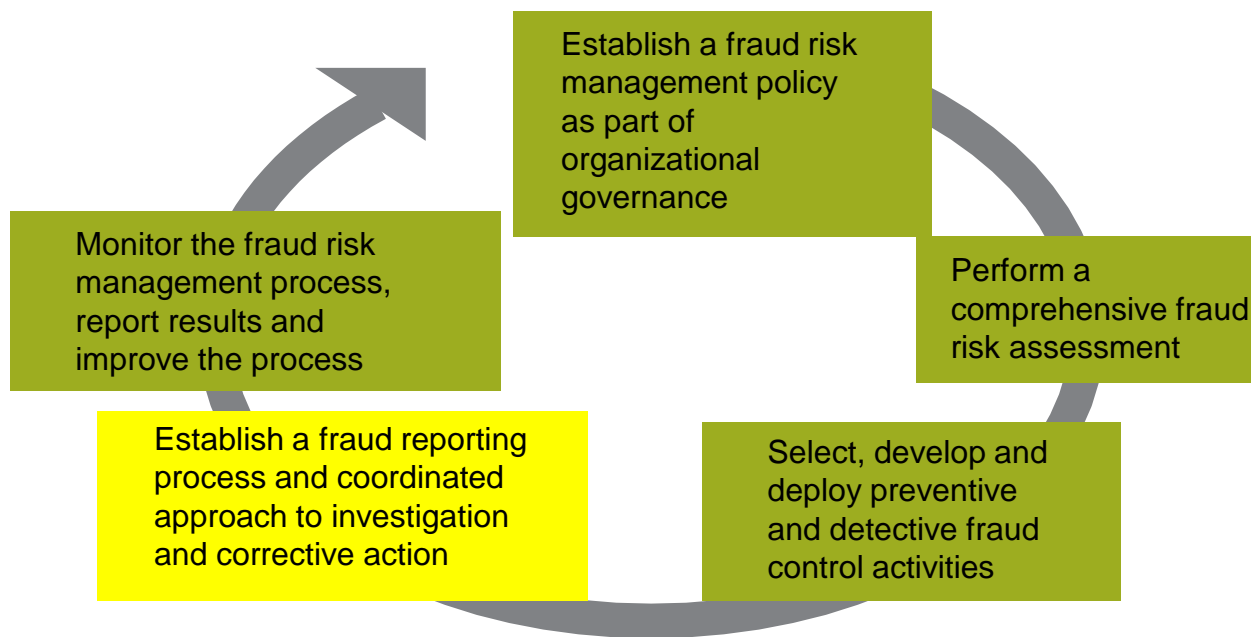 Establish a fraud risk
management policy
as part of
organizational
governance
Perform a
comprehensive fraud
risk assessment
Select, develop and
deploy preventive
and detective fraud
control activities
Establish a fraud reporting
process and coordinated
approach to investigation
and corrective action
Monitor the fraud risk
management process,
report results and
improve the process